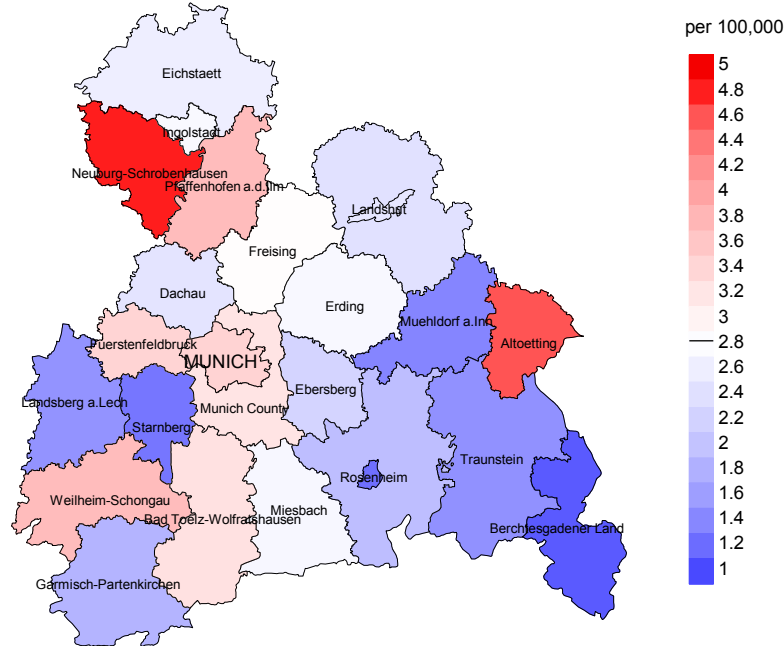 per 100,000
5
4.8
4.6
4.4
4.2
4
3.8
3.6
3.4
3.2
3
2.8
2.6
2.4
2.2
2
1.8
1.6
1.4
1.2
1
Eichstaett
Ingolstadt
Neuburg-Schrobenhausen
Pfaffenhofen a.d.Ilm
Landshut
Freising
Dachau
Erding
Muehldorf a.Inn
Altoetting
Fuerstenfeldbruck
MUNICH
Ebersberg
Landsberg a.Lech
Munich County
Starnberg
Traunstein
Rosenheim
Weilheim-Schongau
Miesbach
Bad Toelz-Wolfratshausen
Berchtesgadener Land
Garmisch-Partenkirchen